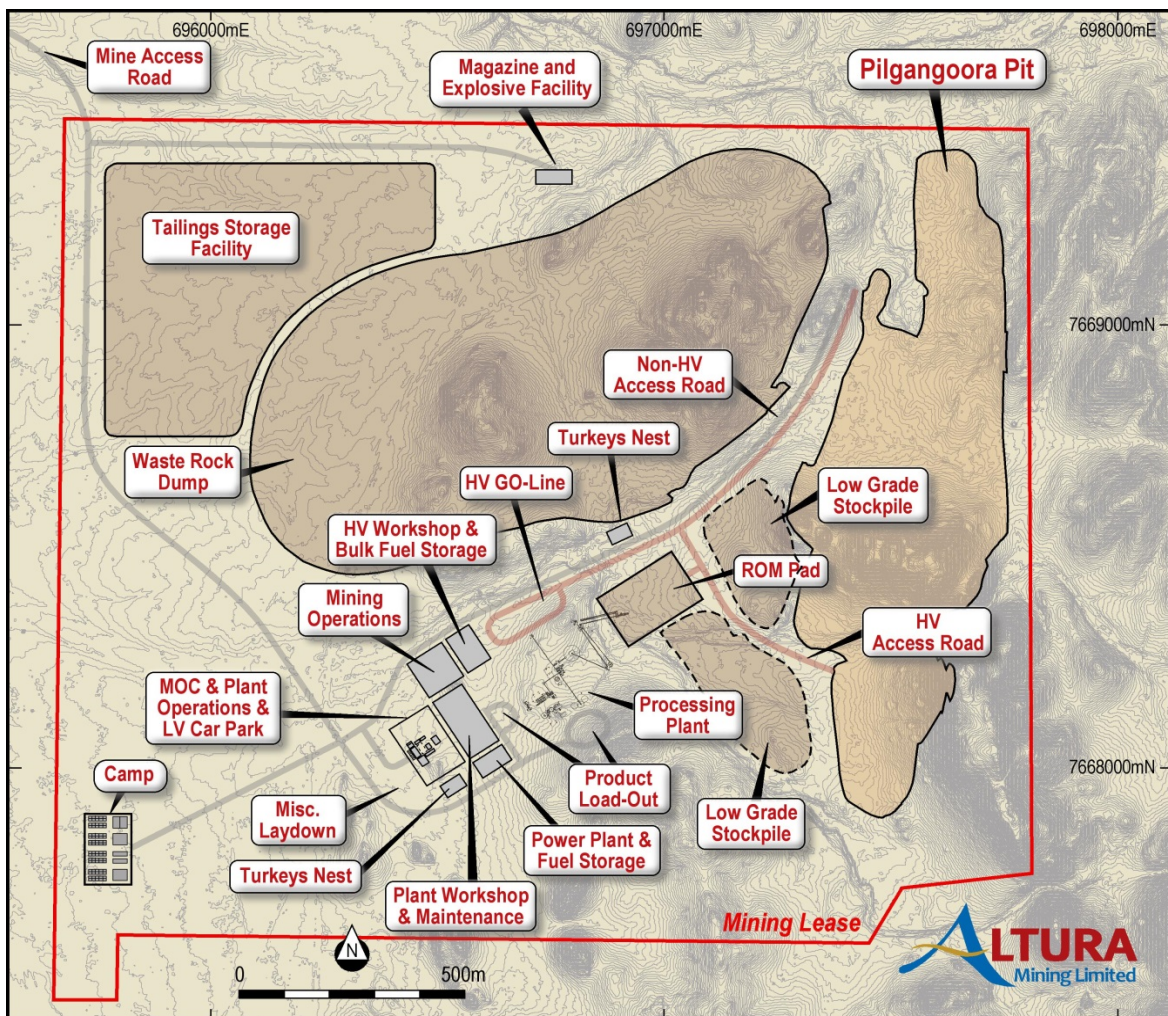 696000mE
697000mE
698000mE
Mine Access
Road
Magazine and
Explosive Facility
Pilgangoora Pit
Tailings Storage
Facility
7669000mN
Non-HV
Access Road
Turkeys Nest
Waste Rock
Dump
HV GO-Line
Low Grade
Stockpile
HV Workshop &
Bulk Fuel Storage
ROM Pad
Mining
Operations
HV
Access Road
MOC & Plant
Operations &
LV Car Park
Processing
Plant
Camp
7668000mN
Product
Load-Out
Misc.
Laydown
Low Grade
Stockpile
Power Plant &
Fuel Storage
Turkeys Nest
Plant Workshop
& Maintenance
Mining Lease
N
0
500m
ALTURA
Mining Limited